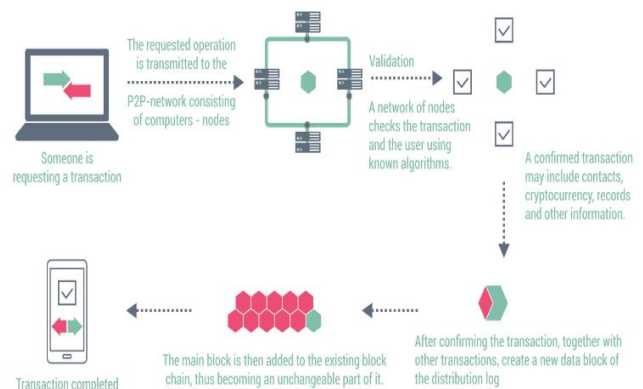 The requested operation
is transmitted to the
P2P-network consisting
of computers - nodes
Someone is
requesting a transaction
Validation
A network of nodes
checks the transaction
and the user using
known algorithms.
A confirmed transaction
may include contacts,
cryptocurrency, records
and other information.
After confirming the transaction, together with
other transactions, create a new data block of
the distribution log
The main block is then added to the existing block
chain, thus becoming an unchangeable part of it.
Transaction completed